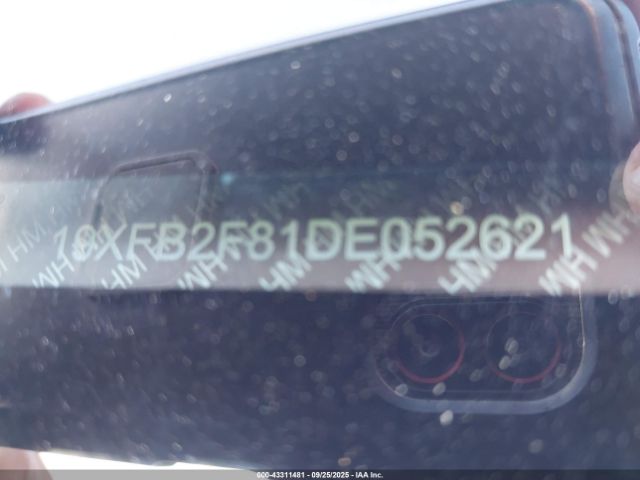 19XFB2F81DE052621
000-43311481 | 09/25/2025 | IAA Inc.